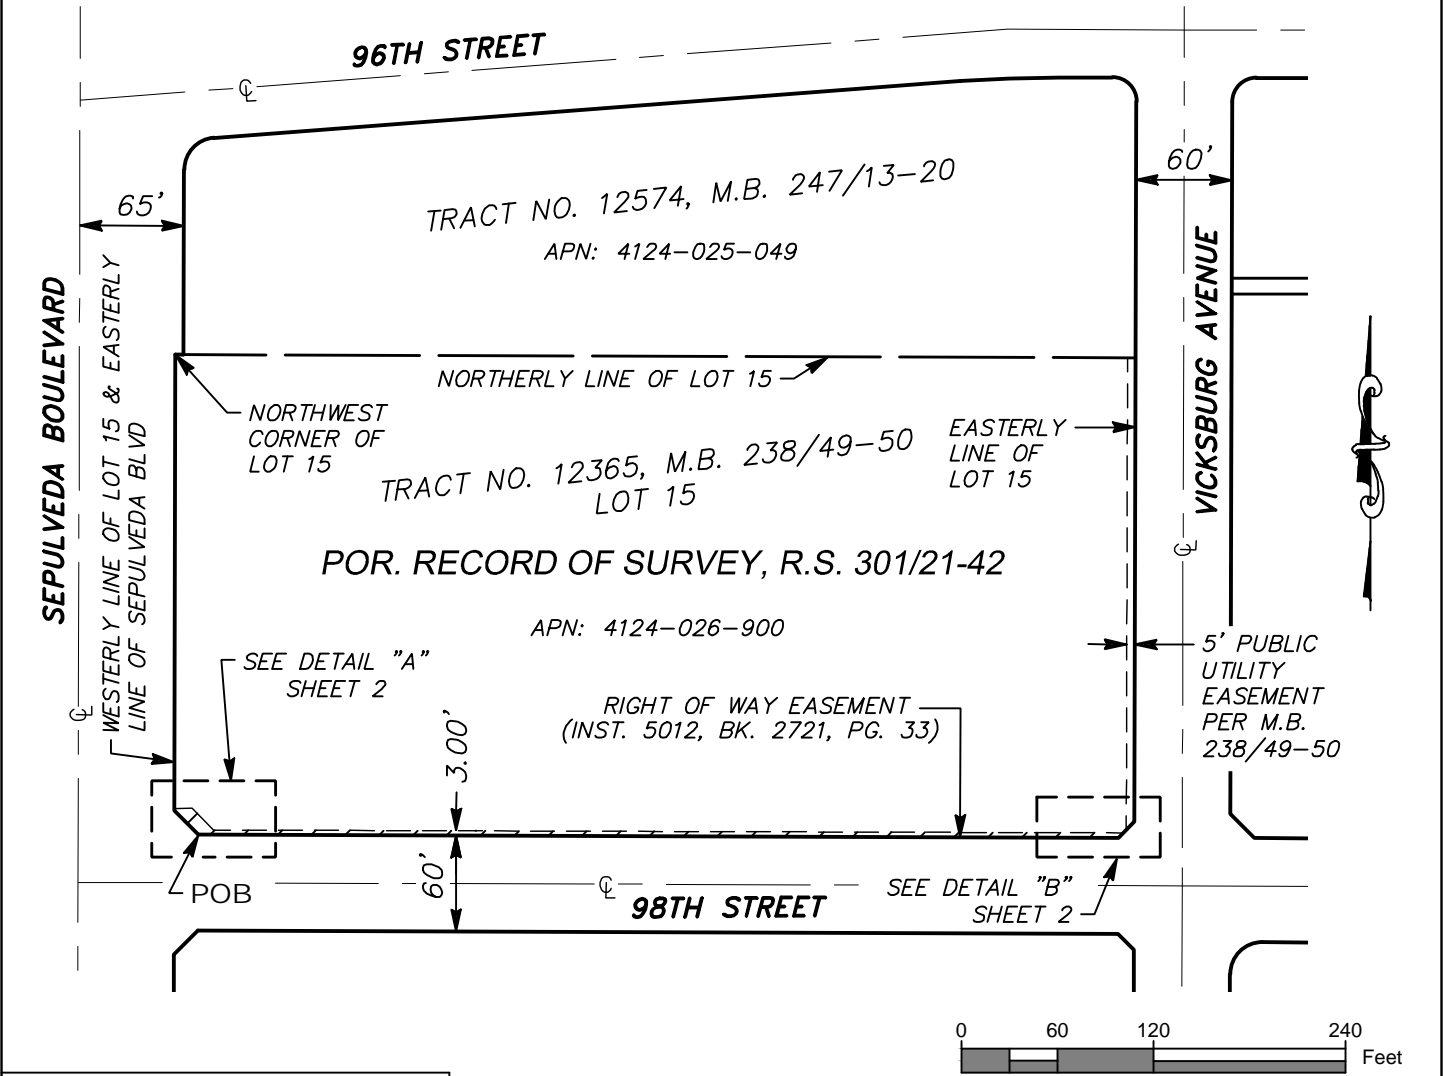 96TH STREET
℄
60'
65'
TRACT NO. 12574, M.B. 247/13-20
APN: 4124-025-049
SEPULVEDA BOULEVARD
WESTERLY LINE OF LOT 15 & EASTERLY
LINE OF SEPULVEDA BLVD
VICKSBURG AVENUE
NORTHERLY LINE OF LOT 15
NORTHWEST
CORNER OF
LOT 15
EASTERLY
LINE OF
LOT 15
TRACT NO. 12365, M.B. 238/49-50
LOT 15
℄
POR. RECORD OF SURVEY, R.S. 301/21-42
APN: 4124-026-900
SEE DETAIL "A"
SHEET 2
5' PUBLIC
UTILITY
EASEMENT
PER M.B.
238/49-50
RIGHT OF WAY EASEMENT
(INST. 5012, BK. 2721, PG. 33)
℄
3.00'
60'
POB
℄
98TH STREET
SEE DETAIL "B"
SHEET 2
0 60 120 240
Feet